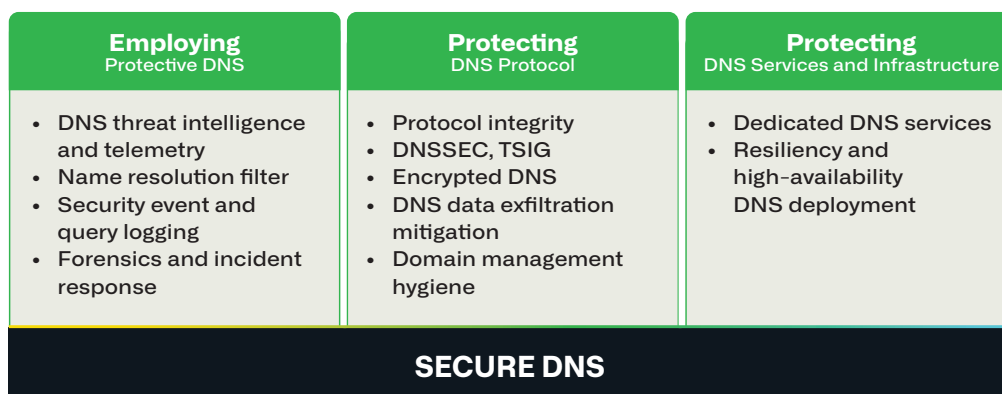 Employing
Protective DNS
• DNS threat intelligence
and telemetry
• Name resolution filter
• Security event and
query logging
• Forensics and incident
response
Protecting
DNS Protocol
• Protocol integrity
• DNSSEC, TSIG
• Encrypted DNS
• DNS data exfiltration
mitigation
• Domain management
hygiene
Protecting
DNS Services and Infrastructure
• Dedicated DNS services
• Resiliency and
high-availability
DNS deployment
SECURE DNS